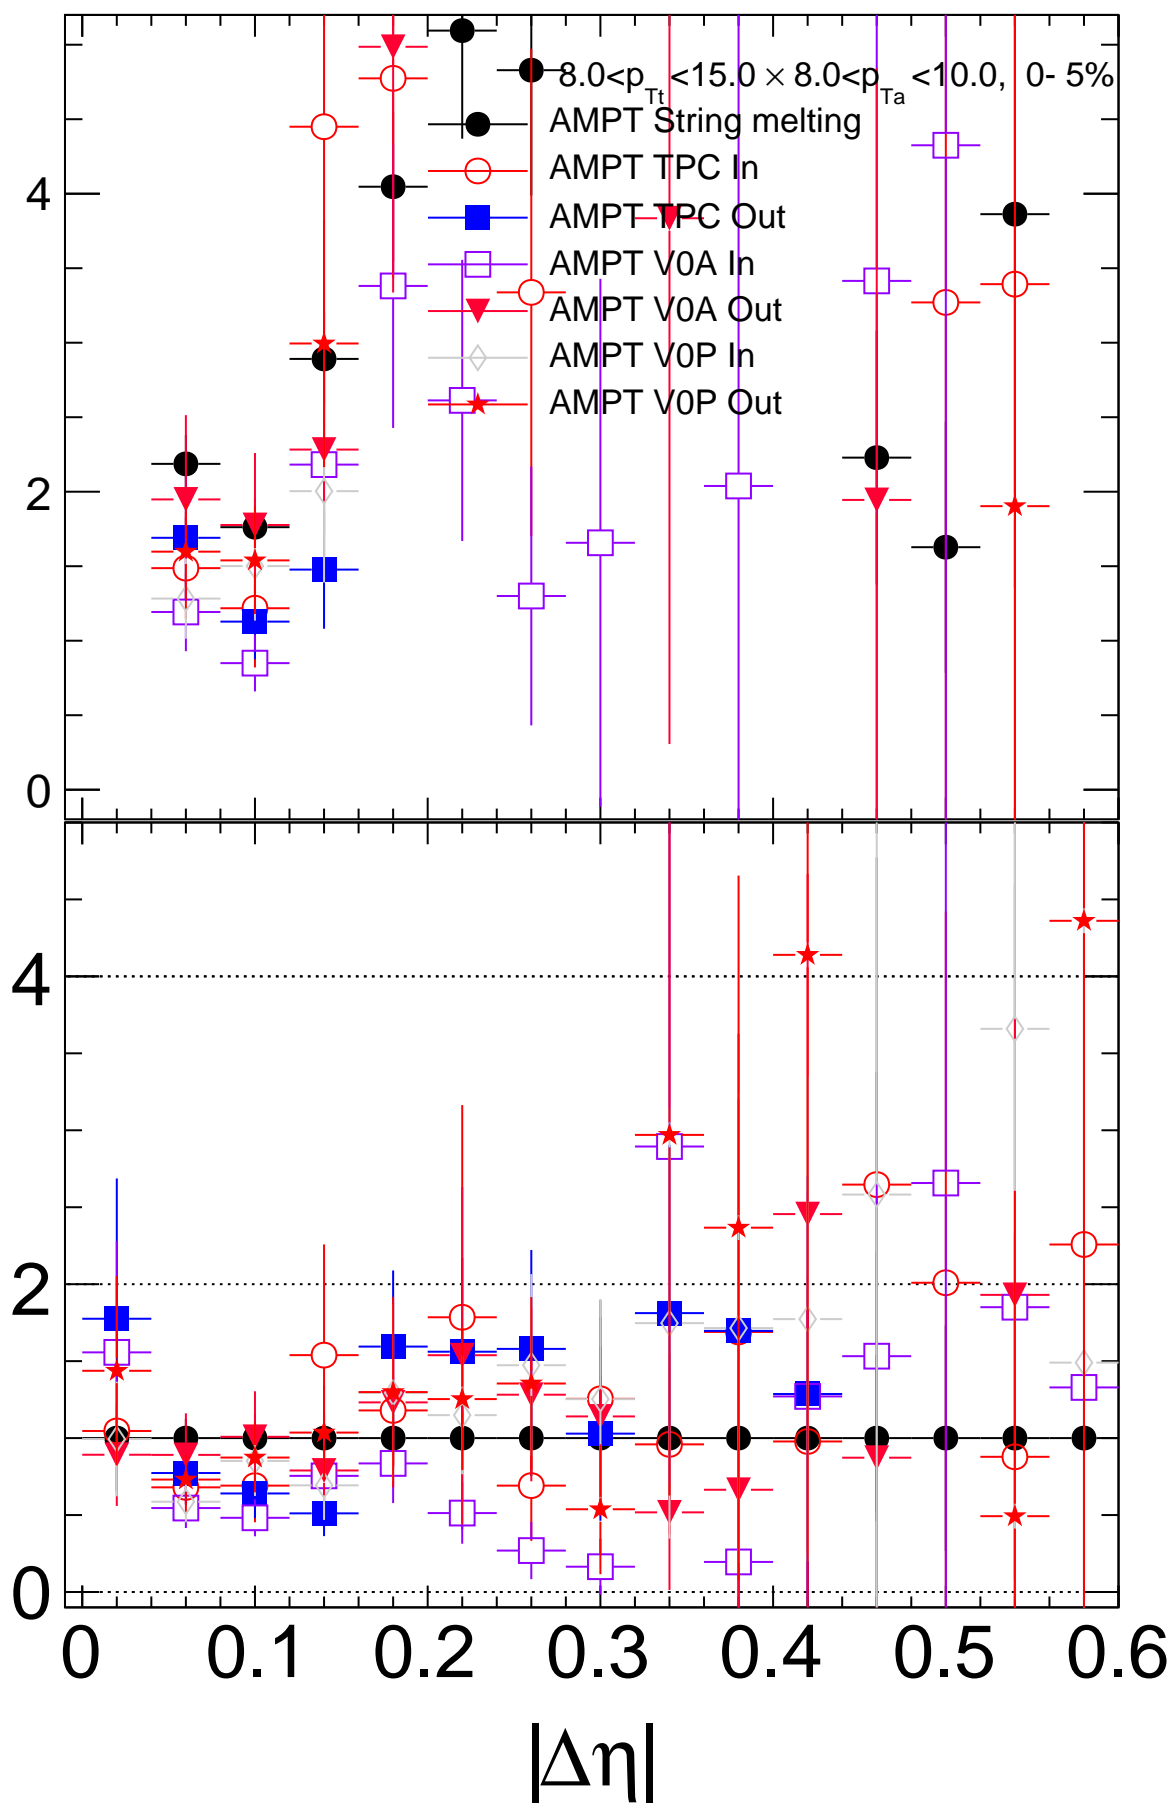 8.0<p_Tt <15.0 × 8.0<p_Ta <10.0, 0- 5%
AMPT String melting
AMPT TPC In
AMPT TPC Out
AMPT V0A In
AMPT V0A Out
AMPT V0P In
AMPT V0P Out
4
2
0
4
2
0
0 0.1 0.2 0.3 0.4 0.5 0.6
|Δη|